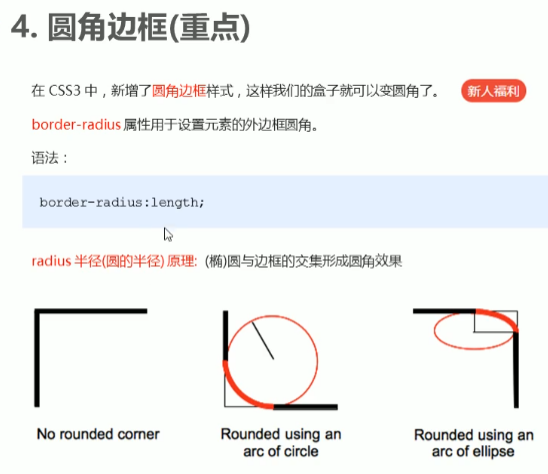 4. 圆角边框(重点)
在 CSS3 中，新增了圆角边框样式，这样我们的盒子就可以变圆角了。 新人福利
border-radius 属性用于设置元素的外边框圆角。
语法：
border-radius:length;
radius 半径(圆的半径) 原理: (椭)圆与边框的交集形成圆角效果
No rounded corner
Rounded using an
arc of circle
Rounded using an
arc of ellipse